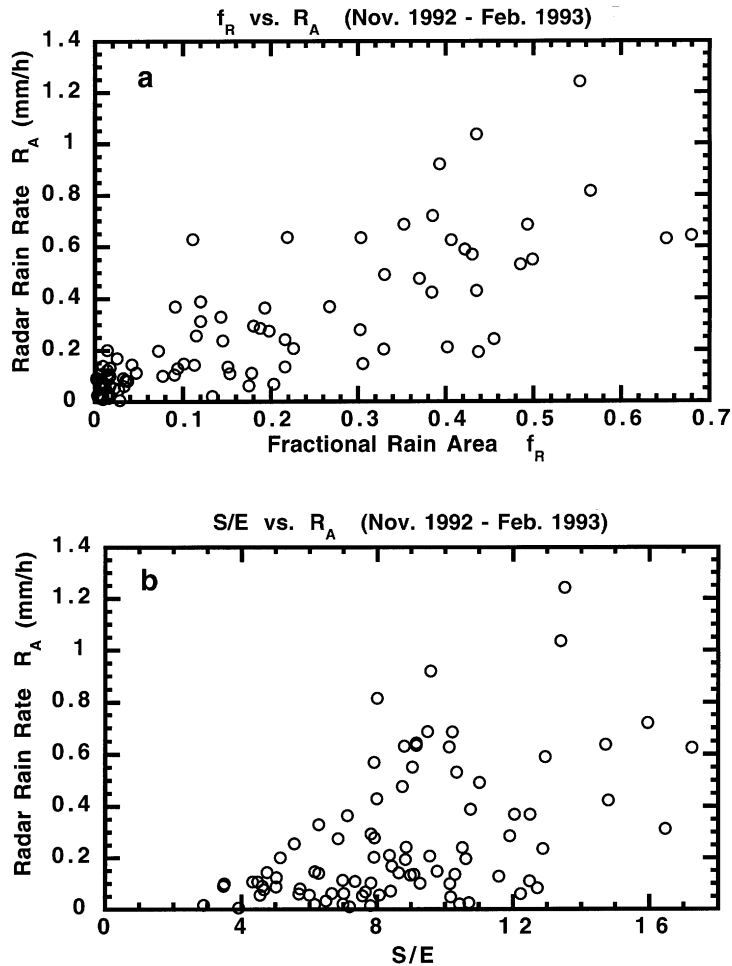 f_R vs. R_A (Nov. 1992 - Feb. 1993)
a
Radar Rain Rate R_A (mm/h)
1.4
1.2
1
0.8
0.6
0.4
0.2
0
0 0.1 0.2 0.3 0.4 0.5 0.6 0.7
Fractional Rain Area f_R
S/E vs. R_A (Nov. 1992 - Feb. 1993)
b
Radar Rain Rate R_A (mm/h)
1.4
1.2
1
0.8
0.6
0.4
0.2
0
0 4 8 12 16
S/E